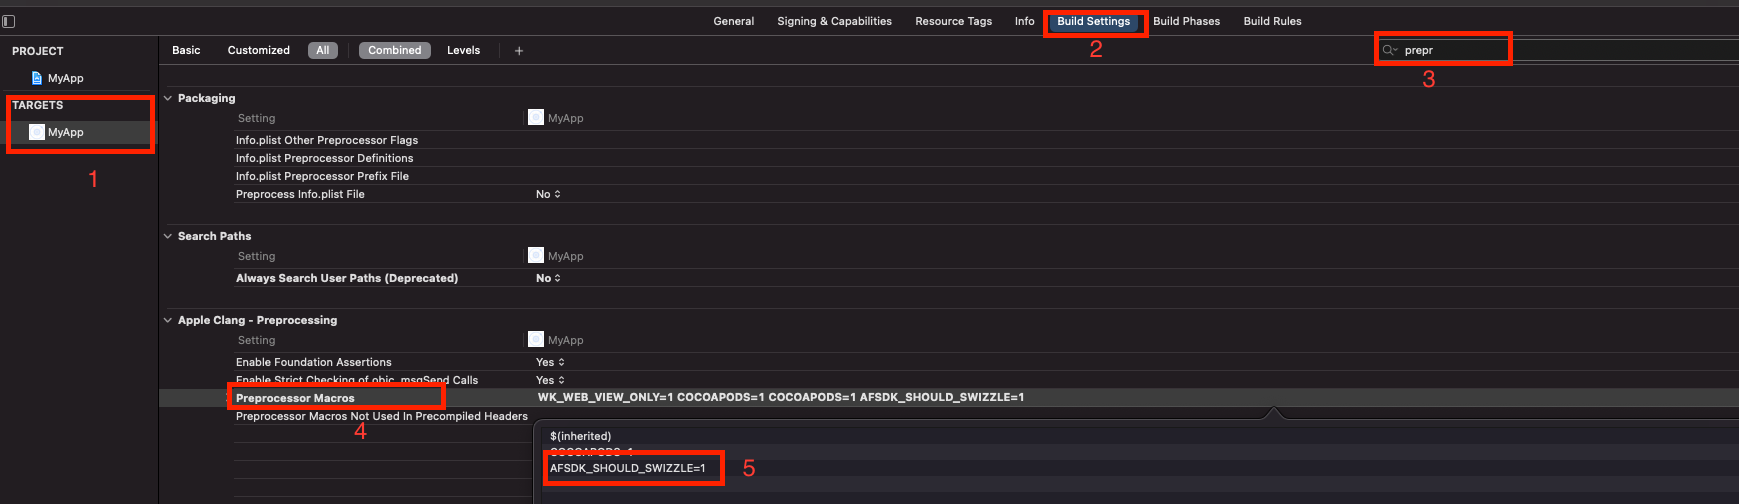 General Signing & Capabilities Resource Tags Info Build Settings Build Phases Build Rules
PROJECT
MyApp
TARGETS
MyApp
1
Basic Customized All Combined Levels +
2
prepr
3
Packaging
Setting MyApp
Info.plist Other Preprocessor Flags
Info.plist Preprocessor Definitions
Info.plist Preprocessor Prefix File
Preprocess Info.plist File No
Search Paths
Setting MyApp
Always Search User Paths (Deprecated) No
Apple Clang - Preprocessing
Setting MyApp
Enable Foundation Assertions Yes
Enable Strict Checking of objc_msgSend Calls Yes
Preprocessor Macros WK_WEB_VIEW_ONLY=1 COCOAPODS=1 COCOAPODS=1 AFSDK_SHOULD_SWIZZLE=1
Preprocessor Macros Not Used In Precompiled Headers
4
$(inherited)
COCOAPODS=1
AFSDK_SHOULD_SWIZZLE=1
5